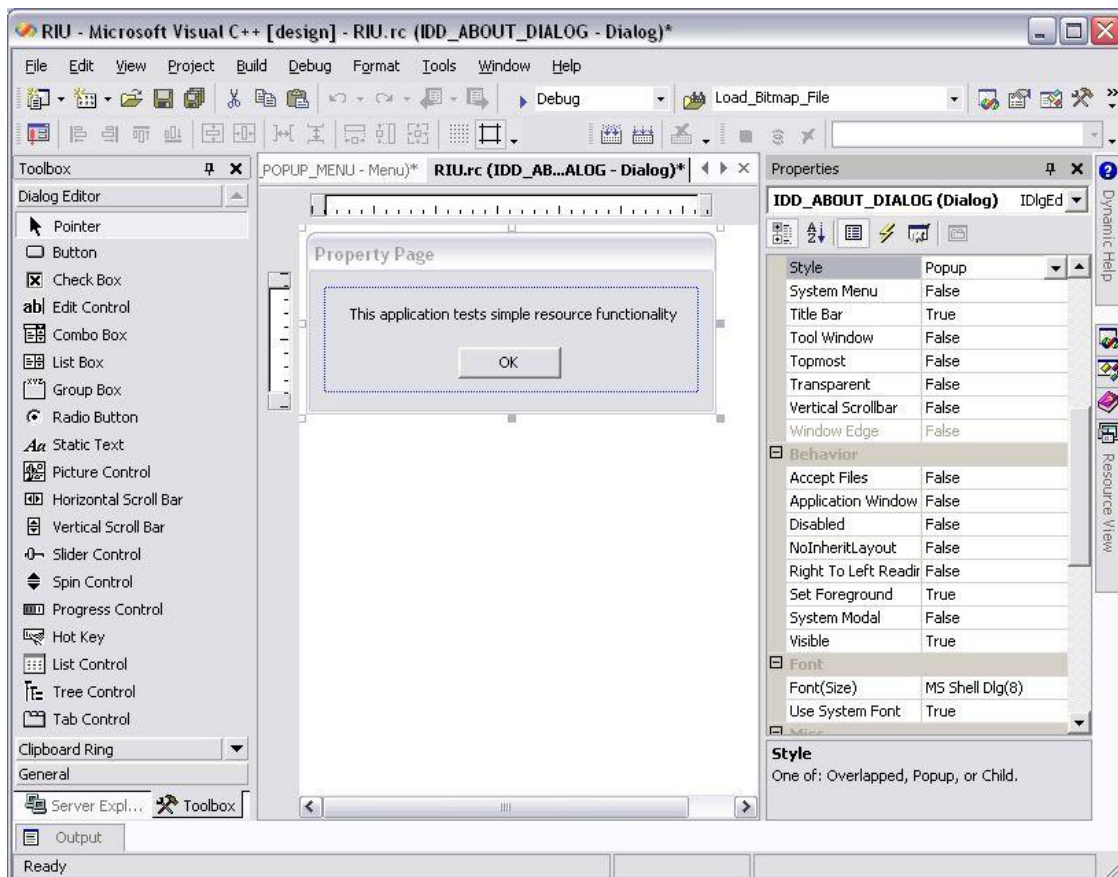 RIU - Microsoft Visual C++ [design] - RIU.rc (IDD_ABOUT_DIALOG - Dialog)*
File Edit View Project Build Debug Format Tools Window Help
Debug Load_Bitmap_File
Toolbox
Dialog Editor
Pointer
Button
Check Box
ab| Edit Control
Combo Box
List Box
XYZ Group Box
Radio Button
Aa Static Text
Picture Control
Horizontal Scroll Bar
Vertical Scroll Bar
Slider Control
Spin Control
Progress Control
Hot Key
List Control
Tree Control
Tab Control
Clipboard Ring
General
Server Expl... Toolbox
_POPUP_MENU - Menu)* RIU.rc (IDD_AB...ALOG - Dialog)*
Property Page
This application tests simple resource functionality
OK
Properties
IDD_ABOUT_DIALOG (Dialog) IDlgEd
Style Popup
System Menu False
Title Bar True
Tool Window False
Topmost False
Transparent False
Vertical Scrollbar False
Window Edge False
Behavior
Accept Files False
Application Window False
Disabled False
NoInheritLayout False
Right To Left Readir False
Set Foreground True
System Modal False
Visible True
Font
Font(Size) MS Shell Dlg(8)
Use System Font True
Misc
Style
One of: Overlapped, Popup, or Child.
Dynamic Help
Resource View
Output
Ready